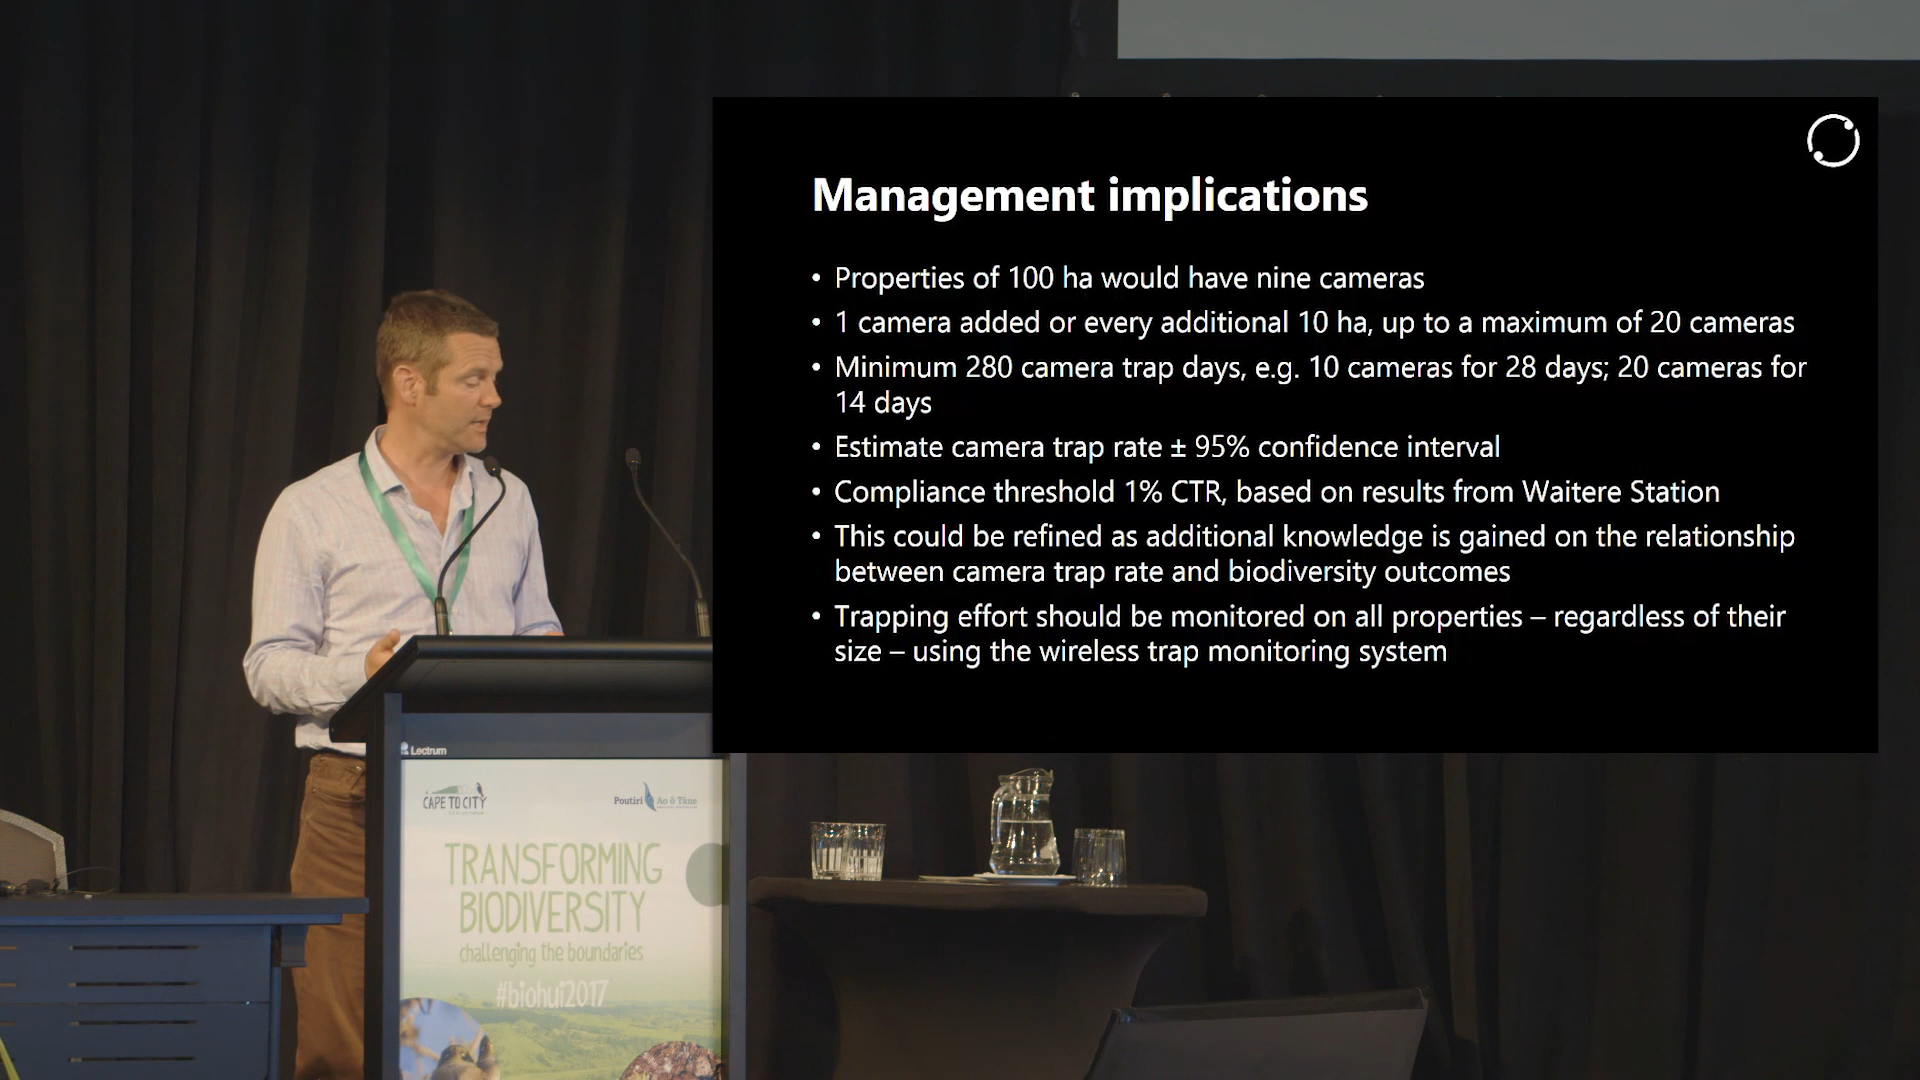 Management implications
• Properties of 100 ha would have nine cameras
• 1 camera added or every additional 10 ha, up to a maximum of 20 cameras
• Minimum 280 camera trap days, e.g. 10 cameras for 28 days; 20 cameras for
14 days
• Estimate camera trap rate ± 95% confidence interval
• Compliance threshold 1% CTR, based on results from Waitere Station
• This could be refined as additional knowledge is gained on the relationship
between camera trap rate and biodiversity outcomes
• Trapping effort should be monitored on all properties – regardless of their
size – using the wireless trap monitoring system
Lectrum
CAPE TO CITY
Poutiri Ao ō Tāne
TRANSFORMING
BIODIVERSITY
challenging the boundaries
#biohui2017